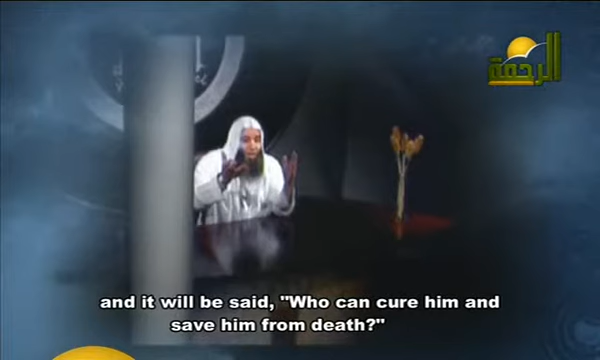 الرحمة
and it will be said, "Who can cure him and
save him from death?"